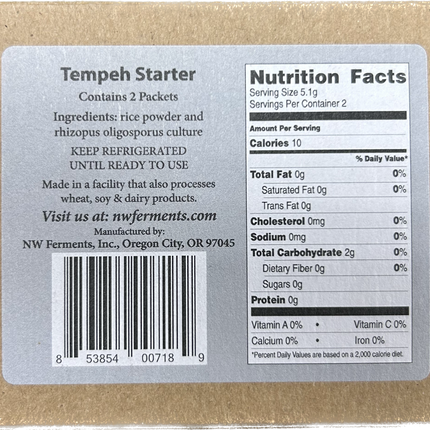 Tempeh Starter
Contains 2 Packets
Ingredients: rice powder and
rhizopus oligosporus culture
KEEP REFRIGERATED
UNTIL READY TO USE
Made in a facility that also processes
wheat, soy & dairy products.
Visit us at: nwferments.com
Manufactured by:
NW Ferments, Inc., Oregon City, OR 97045
8 53854 00718 9
Nutrition Facts
Serving Size 5.1g
Servings Per Container 2
Amount Per Serving
Calories 10
% Daily Value*
Total Fat 0g 0%
Saturated Fat 0g 0%
Trans Fat 0g
Cholesterol 0mg 0%
Sodium 0mg 0%
Total Carbohydrate 2g 0%
Dietary Fiber 0g 0%
Sugars 0g
Protein 0g
Vitamin A 0% • Vitamin C 0%
Calcium 0% • Iron 0%
*Percent Daily Values are based on a 2,000 calorie diet.